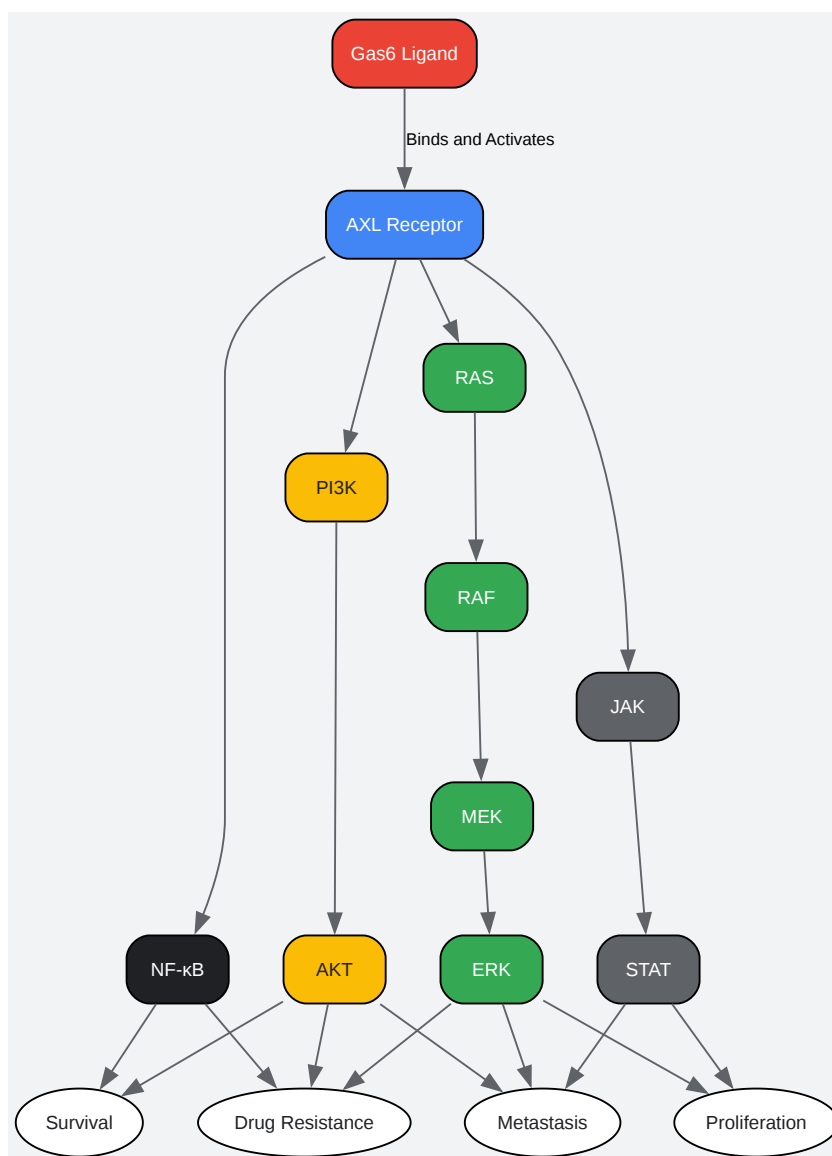 Gas6 Ligand
Binds and Activates
AXL Receptor
RAS
PI3K
RAF
JAK
MEK
NF-κB
AKT
ERK
STAT
Survival
Drug Resistance
Metastasis
Proliferation